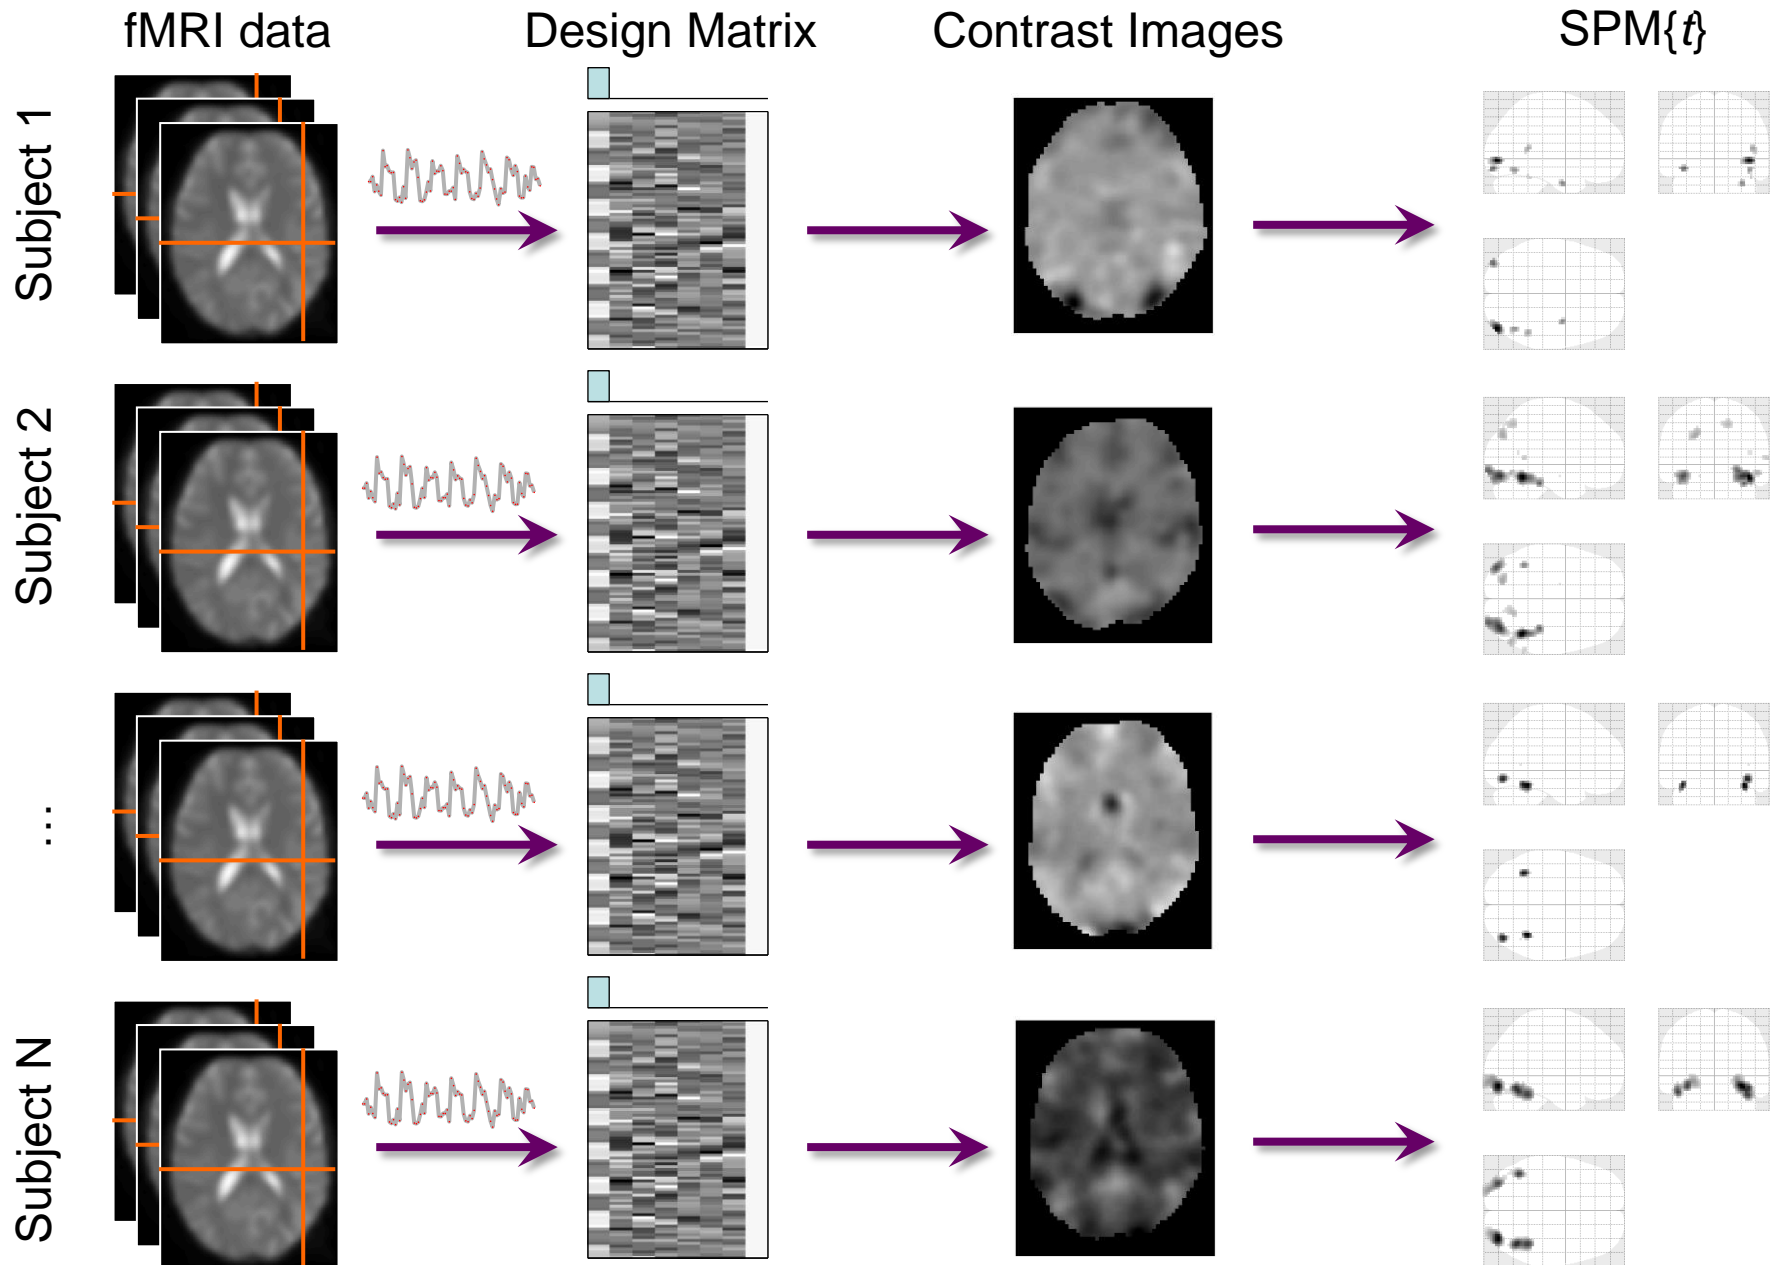 fMRI data
Design Matrix
Contrast Images
SPM{t}
Subject 1
Subject 2
...
Subject N